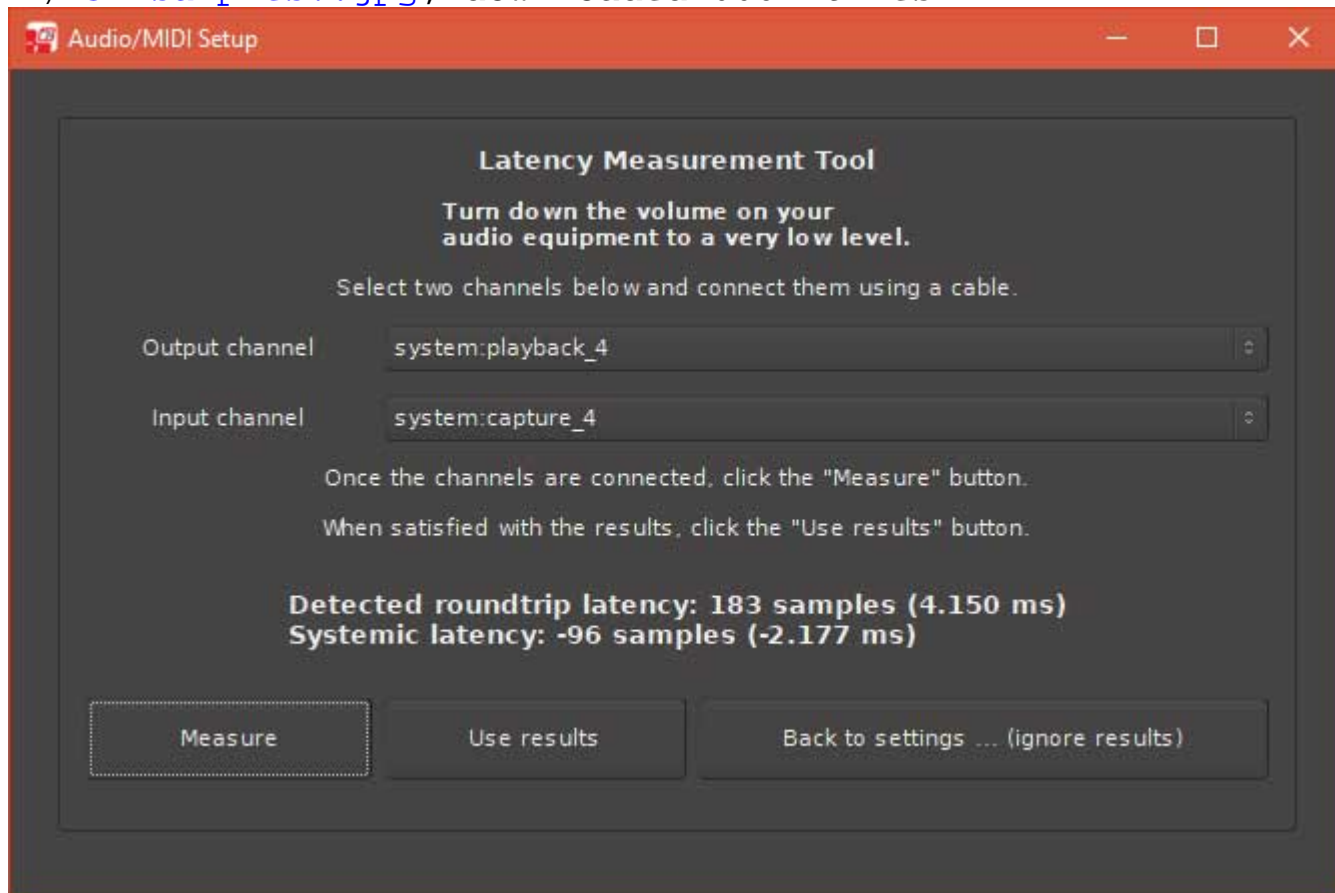 Audio/MIDI Setup
Latency Measurement Tool
Turn down the volume on your
audio equipment to a very low level.
Select two channels below and connect them using a cable.
Output channel system:playback_4
Input channel system:capture_4
Once the channels are connected, click the "Measure" button.
When satisfied with the results, click the "Use results" button.
Detected roundtrip latency: 183 samples (4.150 ms)
Systemic latency: -96 samples (-2.177 ms)
Measure Use results Back to settings ... (ignore results)